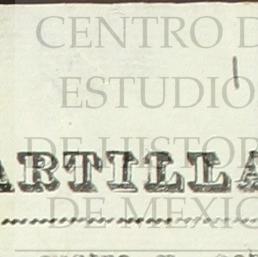 CENTRO D
ESTUDIO
DE HISTOR
ARTILLA
DE MEXIC